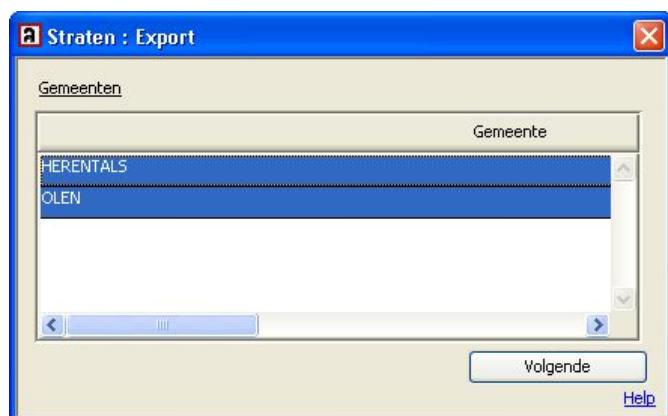 a Straten : Export
Gemeenten
Gemeente
HERENTALS
OLEN
Volgende
Help